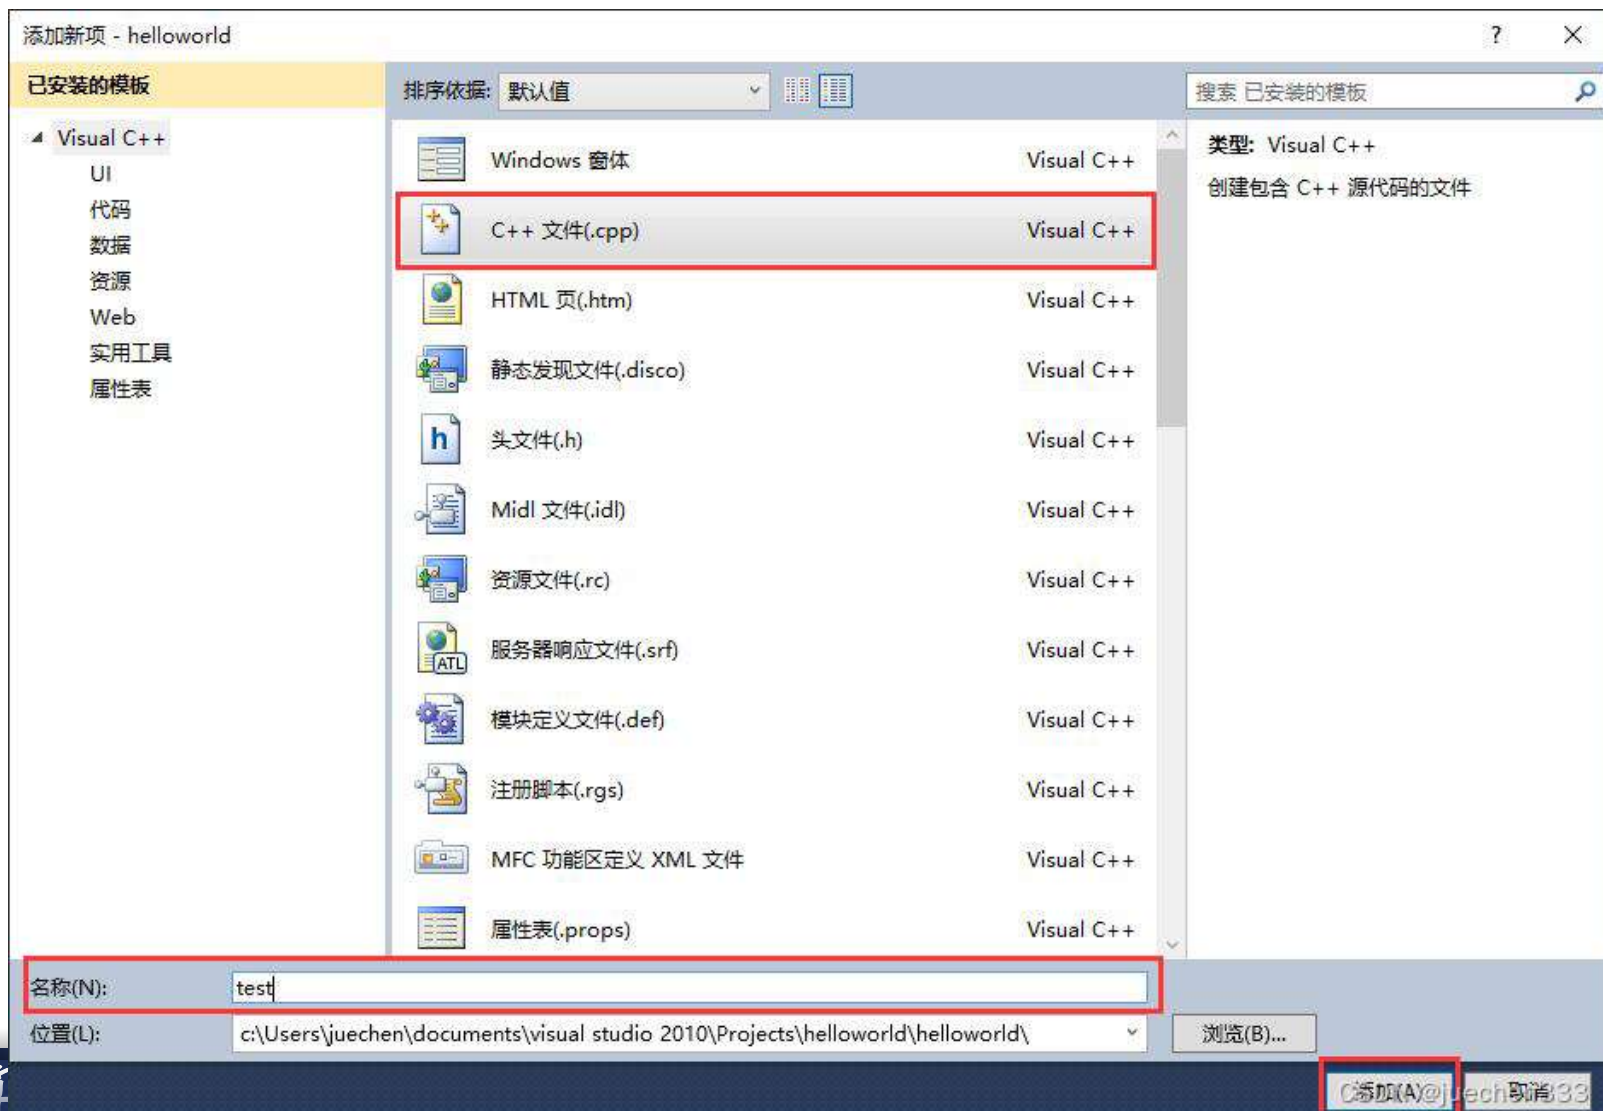 添加新项 - helloworld
?
已安装的模板
排序依据: 默认值
搜索 已安装的模板
Visual C++
UI
代码
数据
资源
Web
实用工具
属性表
Windows 窗体 Visual C++
C++ 文件(.cpp) Visual C++
HTML 页(.htm) Visual C++
静态发现文件(.disco) Visual C++
h 头文件(.h) Visual C++
Midl 文件(.idl) Visual C++
资源文件(.rc) Visual C++
ATL 服务器响应文件(.srf) Visual C++
模块定义文件(.def) Visual C++
注册脚本(.rgs) Visual C++
MFC 功能区定义 XML 文件 Visual C++
属性表(.props) Visual C++
类型: Visual C++
创建包含 C++ 源代码的文件
名称(N): test
位置(L): c:\Users\juechen\documents\visual studio 2010\Projects\helloworld\helloworld\
浏览(B)...
添加(A) 取消
CSDN @juechen333